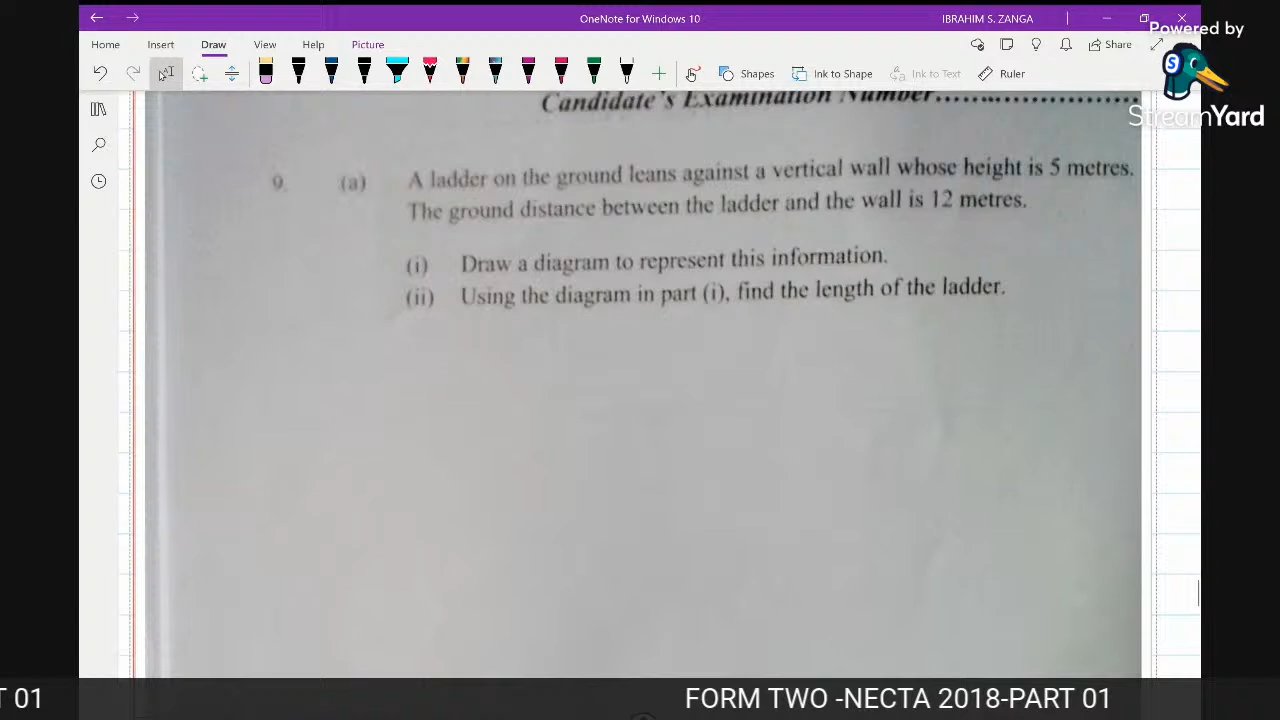 OneNote for Windows 10
IBRAHIM S. ZANGA
Powered by
StreamYard
Home Insert Draw View Help Picture
Share
Shapes Ink to Shape Ink to Text Ruler
Candidate's Examination Number.....................
9. (a) A ladder on the ground leans against a vertical wall whose height is 5 metres.
The ground distance between the ladder and the wall is 12 metres.
(i) Draw a diagram to represent this information.
(ii) Using the diagram in part (i), find the length of the ladder.
T 01
FORM TWO -NECTA 2018-PART 01